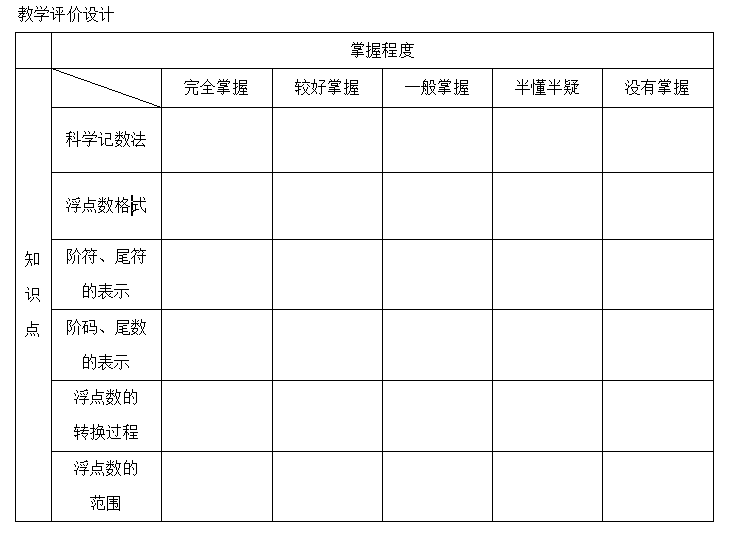 教学评价设计
掌握程度
完全掌握 较好掌握 一般掌握 半懂半疑 没有掌握
知
识
点
科学记数法
浮点数格式
阶符、尾符
的表示
阶码、尾数
的表示
浮点数的
转换过程
浮点数的
范围